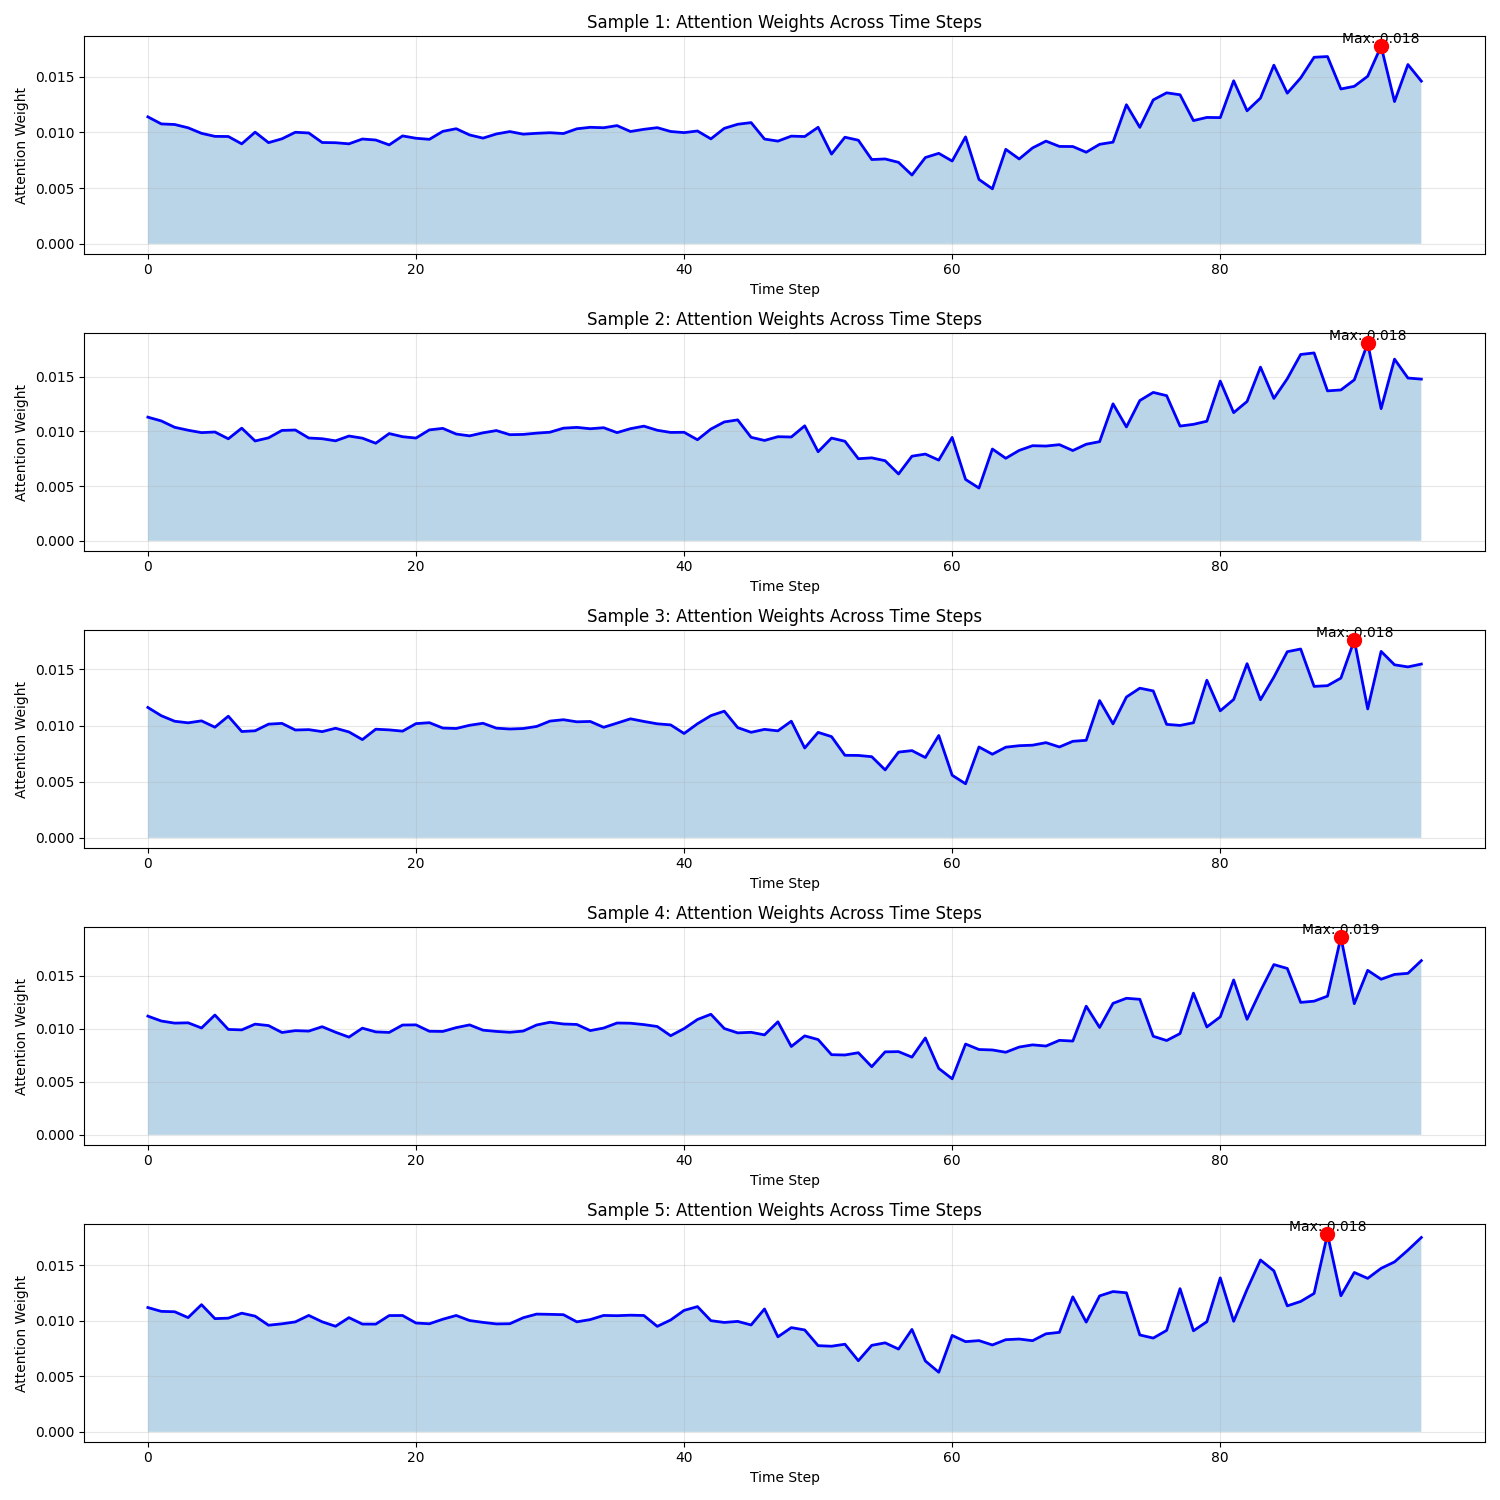 Sample 1: Attention Weights Across Time Steps
Max: 0.018
Attention Weight
0.015
0.010
0.005
0.000
0 20 40 60 80
Time Step
Sample 2: Attention Weights Across Time Steps
Max: 0.018
Attention Weight
0.015
0.010
0.005
0.000
0 20 40 60 80
Time Step
Sample 3: Attention Weights Across Time Steps
Max: 0.018
Attention Weight
0.015
0.010
0.005
0.000
0 20 40 60 80
Time Step
Sample 4: Attention Weights Across Time Steps
Max: 0.019
Attention Weight
0.015
0.010
0.005
0.000
0 20 40 60 80
Time Step
Sample 5: Attention Weights Across Time Steps
Max: 0.018
Attention Weight
0.015
0.010
0.005
0.000
0 20 40 60 80
Time Step